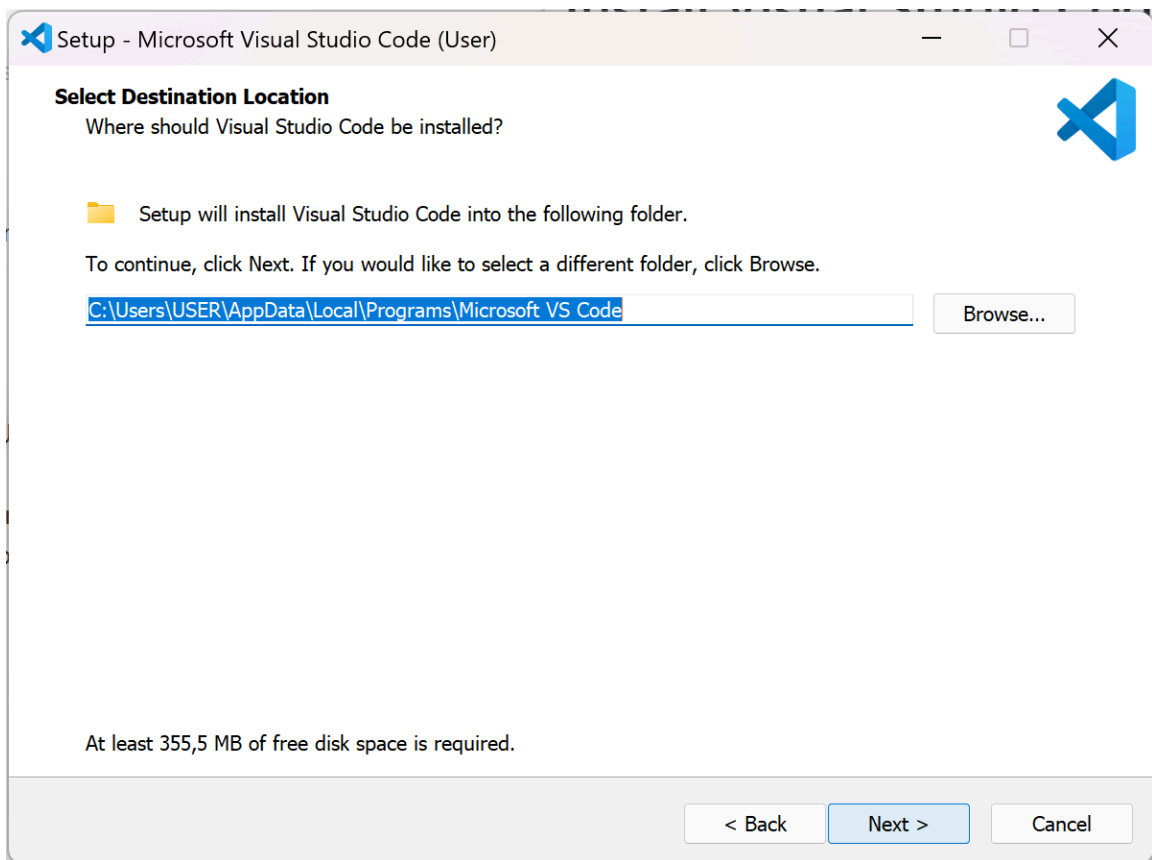 Setup - Microsoft Visual Studio Code (User)
Select Destination Location
Where should Visual Studio Code be installed?
Setup will install Visual Studio Code into the following folder.
To continue, click Next. If you would like to select a different folder, click Browse.
C:\Users\USER\AppData\Local\Programs\Microsoft VS Code
Browse...
At least 355,5 MB of free disk space is required.
< Back
Next >
Cancel